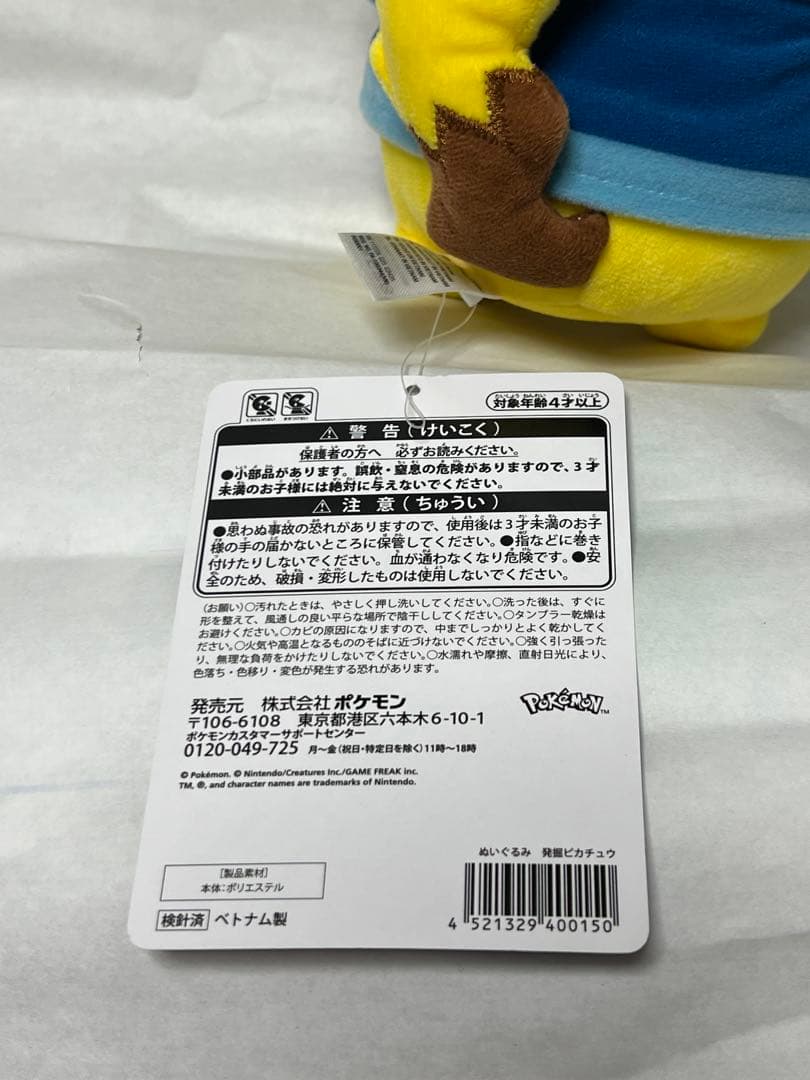 対象年齢4才以上
⚠ 警告(けいこく)
保護者の方へ 必ずお読みください。
●小部品があります。誤飲・窒息の危険がありますので、3才
未満のお子様には絶対に与えないでください。
⚠ 注意(ちゅうい)
●思わぬ事故の恐れがありますので、使用後は3才未満のお子
様の手の届かないところに保管してください。●指などに巻き
付けたりしないでください。血が通わなくなり危険です。●安
全のため、破損・変形したものは使用しないでください。
(お願い)○汚れたときは、やさしく押し洗いしてください。○洗った後は、すぐに
形を整えて、風通しの良い平らな場所で陰干ししてください。○タンブラー乾燥は
お避けください。○カビの原因になりますので、中までしっかりとよく乾かしてくだ
さい。○火気や高温となるもののそばに近づけないでください。○強く引っ張った
り、無理な負荷をかけたりしないでください。○水濡れや摩擦、直射日光により、
色落ち・色移り・変色が発生する恐れがあります。
発売元 株式会社ポケモン
〒106-6108 東京都港区六本木6-10-1
ポケモンカスタマーサポートセンター
0120-049-725 月〜金(祝日・特定日を除く)11時〜18時
POKÉMON™
© Pokémon. © Nintendo/Creatures Inc./GAME FREAK inc.
TM, ®, and character names are trademarks of Nintendo.
ぬいぐるみ 発掘ピカチュウ
[製品素材]
本体:ポリエステル
検針済 ベトナム製
4 521329 400150